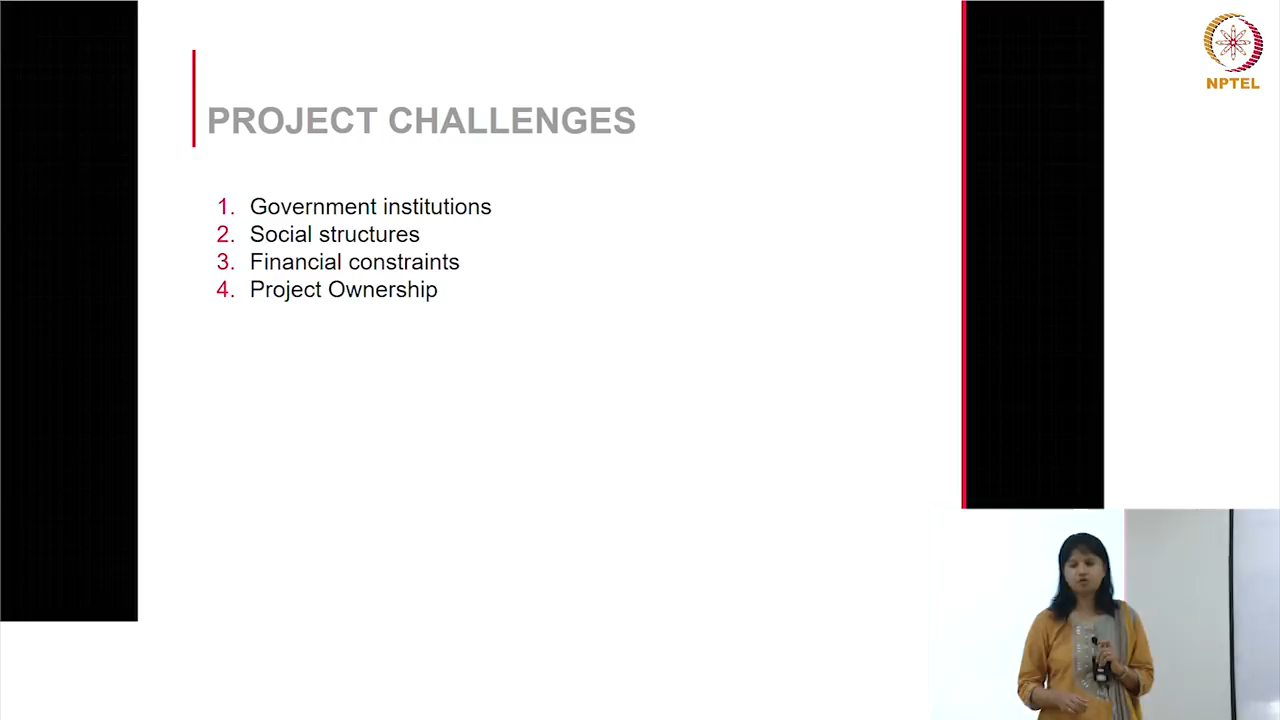 NPTEL
PROJECT CHALLENGES
1. Government institutions
2. Social structures
3. Financial constraints
4. Project Ownership